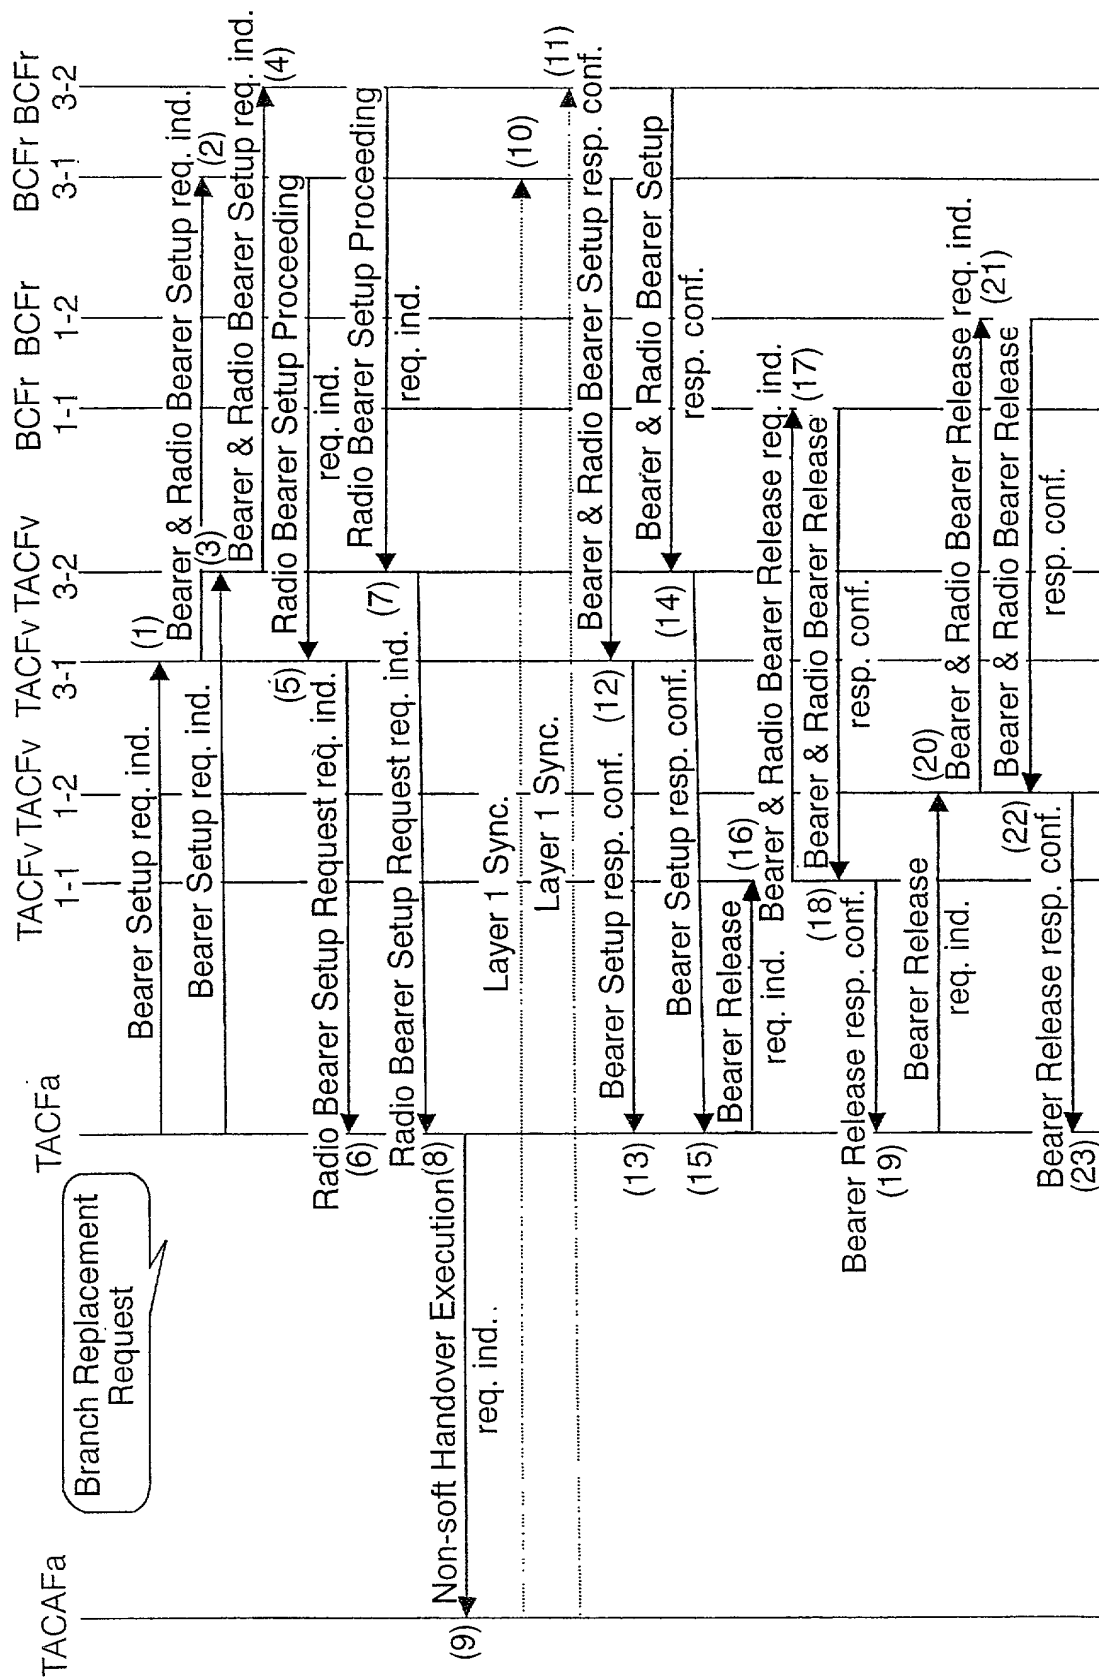 TACAFa
TACFa
TACFv TACFv TACFv TACFv BCFr BCFr BCFr BCFr
1-1 1-2 3-1 3-2 1-1 1-2 3-1 3-2
Branch Replacement
Request
Bearer Setup req. ind.
(1)
Bearer & Radio Bearer Setup req. ind.
(2)
Bearer Setup req. ind.
(3)
Bearer & Radio Bearer Setup req. ind.
(4)
Radio Bearer Setup Proceeding
req. ind.
(5)
Radio Bearer Setup Request req. ind.
(6)
Radio Bearer Setup Proceeding
req. ind.
(7)
Radio Bearer Setup Request req. ind.
(8)
Non-soft Handover Execution
req. ind.
(9)
Layer 1 Sync.
(10)
Layer 1 Sync.
(11)
Bearer & Radio Bearer Setup resp. conf.
(12)
Bearer Setup resp. conf.
(13)
Bearer & Radio Bearer Setup
resp. conf.
(14)
Bearer Setup resp. conf.
(15)
Bearer Release
req. ind.
(16)
Bearer & Radio Bearer Release req. ind.
(17)
Bearer & Radio Bearer Release
resp. conf.
(18)
Bearer Release resp. conf.
(19)
Bearer Release
req. ind.
(20)
Bearer & Radio Bearer Release req. ind.
(21)
Bearer & Radio Bearer Release
resp. conf.
(22)
Bearer Release resp. conf.
(23)